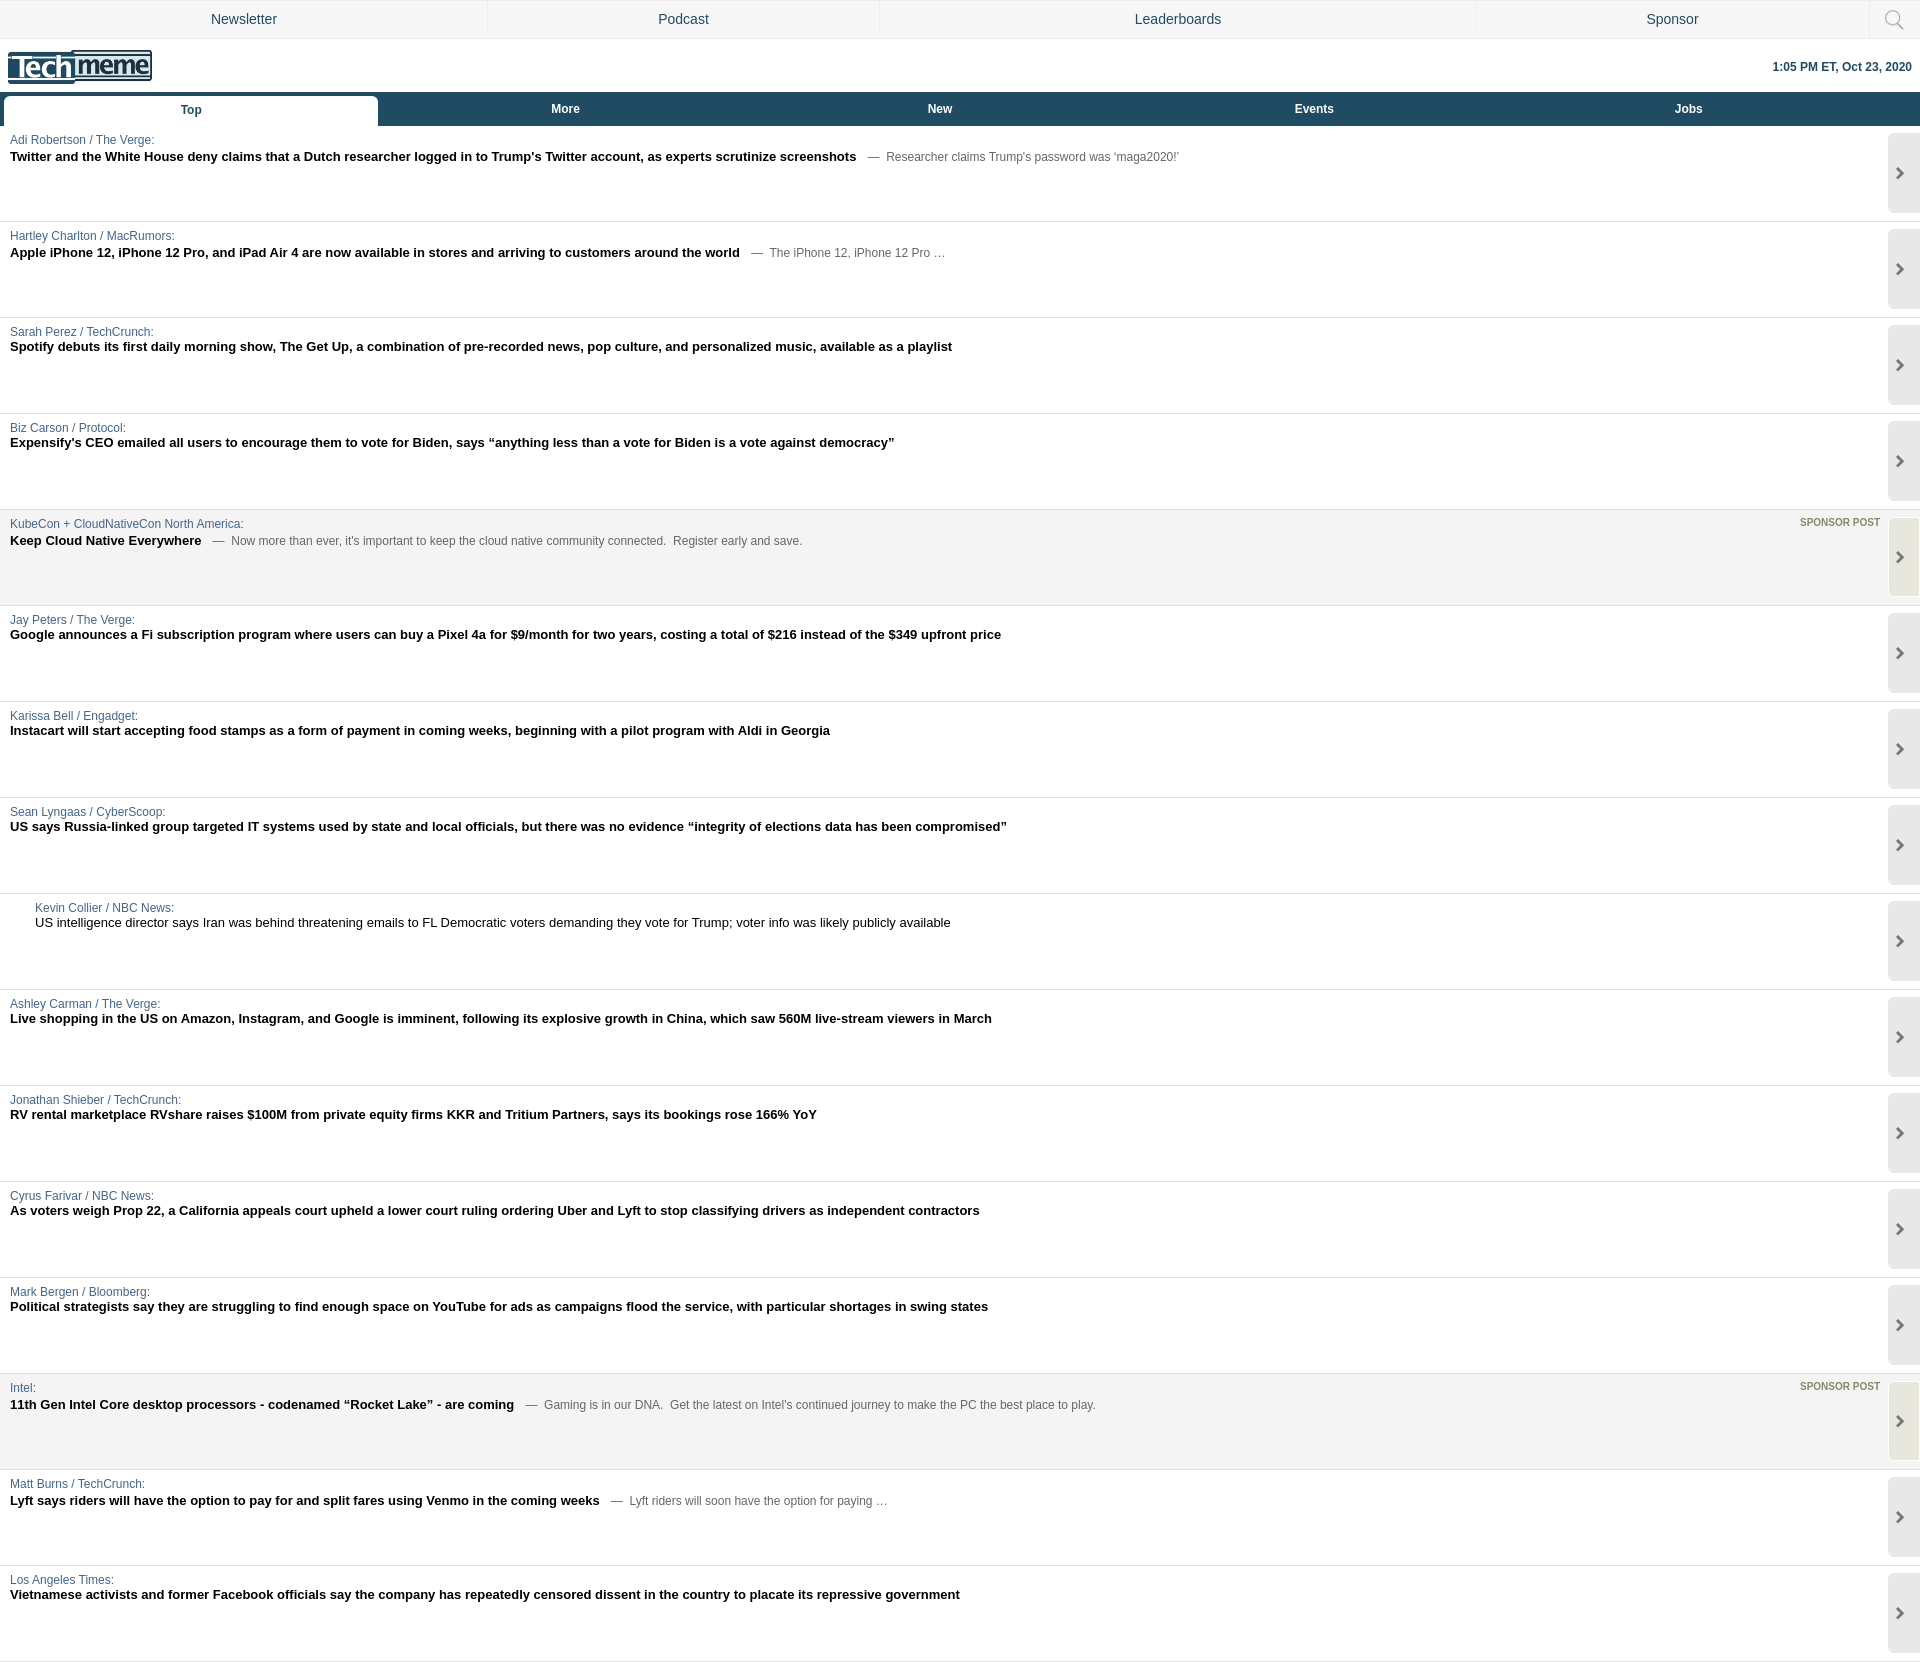 Newsletter Podcast Leaderboards Sponsor
Techmeme
1:05 PM ET, Oct 23, 2020
Top More New Events Jobs
Adi Robertson / The Verge:
Twitter and the White House deny claims that a Dutch researcher logged in to Trump's Twitter account, as experts scrutinize screenshots — Researcher claims Trump's password was ‘maga2020!’
Hartley Charlton / MacRumors:
Apple iPhone 12, iPhone 12 Pro, and iPad Air 4 are now available in stores and arriving to customers around the world — The iPhone 12, iPhone 12 Pro …
Sarah Perez / TechCrunch:
Spotify debuts its first daily morning show, The Get Up, a combination of pre-recorded news, pop culture, and personalized music, available as a playlist
Biz Carson / Protocol:
Expensify's CEO emailed all users to encourage them to vote for Biden, says “anything less than a vote for Biden is a vote against democracy”
KubeCon + CloudNativeCon North America:
SPONSOR POST
Keep Cloud Native Everywhere — Now more than ever, it's important to keep the cloud native community connected. Register early and save.
Jay Peters / The Verge:
Google announces a Fi subscription program where users can buy a Pixel 4a for $9/month for two years, costing a total of $216 instead of the $349 upfront price
Karissa Bell / Engadget:
Instacart will start accepting food stamps as a form of payment in coming weeks, beginning with a pilot program with Aldi in Georgia
Sean Lyngaas / CyberScoop:
US says Russia-linked group targeted IT systems used by state and local officials, but there was no evidence “integrity of elections data has been compromised”
Kevin Collier / NBC News:
US intelligence director says Iran was behind threatening emails to FL Democratic voters demanding they vote for Trump; voter info was likely publicly available
Ashley Carman / The Verge:
Live shopping in the US on Amazon, Instagram, and Google is imminent, following its explosive growth in China, which saw 560M live-stream viewers in March
Jonathan Shieber / TechCrunch:
RV rental marketplace RVshare raises $100M from private equity firms KKR and Tritium Partners, says its bookings rose 166% YoY
Cyrus Farivar / NBC News:
As voters weigh Prop 22, a California appeals court upheld a lower court ruling ordering Uber and Lyft to stop classifying drivers as independent contractors
Mark Bergen / Bloomberg:
Political strategists say they are struggling to find enough space on YouTube for ads as campaigns flood the service, with particular shortages in swing states
Intel:
SPONSOR POST
11th Gen Intel Core desktop processors - codenamed “Rocket Lake” - are coming — Gaming is in our DNA. Get the latest on Intel's continued journey to make the PC the best place to play.
Matt Burns / TechCrunch:
Lyft says riders will have the option to pay for and split fares using Venmo in the coming weeks — Lyft riders will soon have the option for paying …
Los Angeles Times:
Vietnamese activists and former Facebook officials say the company has repeatedly censored dissent in the country to placate its repressive government